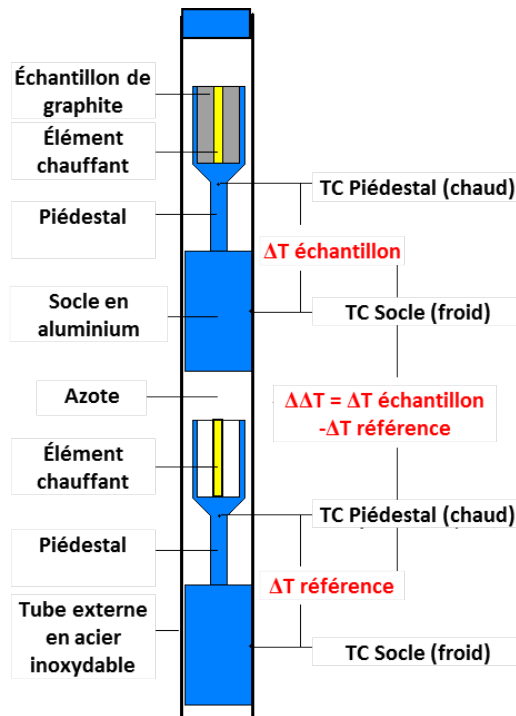 Échantillon de
graphite
Élément
chauffant
TC Piédestal (chaud)
Piédestal
ΔT échantillon
Socle en
aluminium
TC Socle (froid)
Azote
ΔΔT = ΔT échantillon
-ΔT référence
Élément
chauffant
TC Piédestal (chaud)
Piédestal
ΔT référence
Tube externe
en acier
inoxydable
TC Socle (froid)